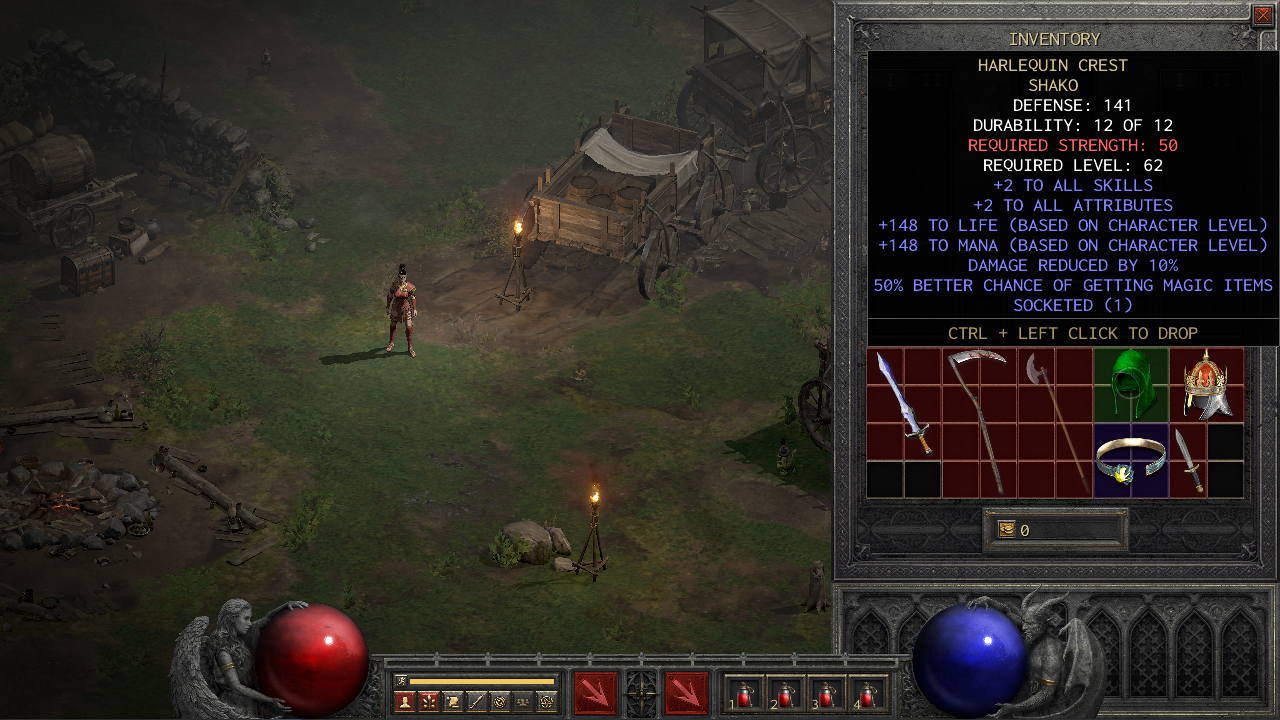 INVENTORY
HARLEQUIN CREST
SHAKO
DEFENSE: 141
DURABILITY: 12 OF 12
REQUIRED STRENGTH: 50
REQUIRED LEVEL: 62
+2 TO ALL SKILLS
+2 TO ALL ATTRIBUTES
+148 TO LIFE (BASED ON CHARACTER LEVEL)
+148 TO MANA (BASED ON CHARACTER LEVEL)
DAMAGE REDUCED BY 10%
50% BETTER CHANCE OF GETTING MAGIC ITEMS
SOCKETED (1)
CTRL + LEFT CLICK TO DROP
0
1 2 3 4